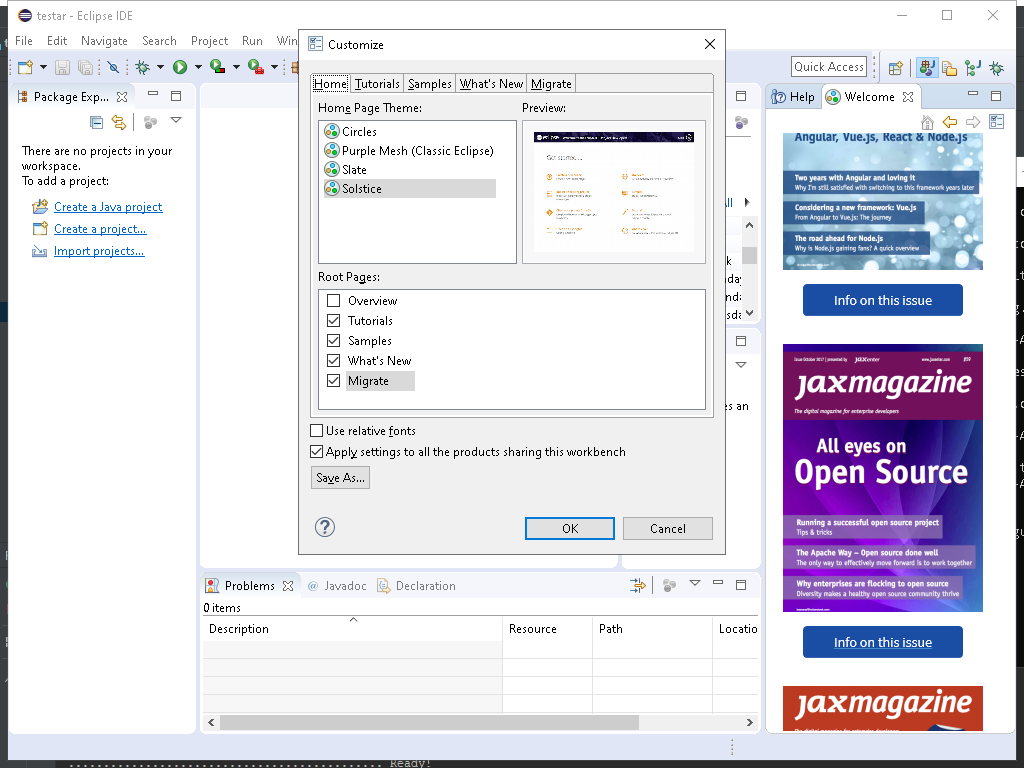 testar - Eclipse IDE
File Edit Navigate Search Project Run Win
Quick Access
Package Exp...
There are no projects in your
workspace.
To add a project:
Create a Java project
Create a project...
Import projects...
Customize
Home Tutorials Samples What's New Migrate
Home Page Theme:
Preview:
Circles
Purple Mesh (Classic Eclipse)
Slate
Solstice
Root Pages:
Overview
Tutorials
Samples
What's New
Migrate
Use relative fonts
Apply settings to all the products sharing this workbench
Save As...
OK
Cancel
es an
Problems Javadoc Declaration
0 items
Description Resource Path Locatio
Help Welcome
Angular, Vue.js, React & Node.js
Two years with Angular and loving it
Why I'm still satisfied with switching to this framework years later
Considering a new framework: Vue.js
From Angular to Vue.js: The journey
The road ahead for Node.js
Why is Node.js gaining fans? A quick overview
Info on this issue
Issue October 2017 | presented by JAXenter www.jaxenter.com #59
jaxmagazine
The digital magazine for enterprise developers
All eyes on
Open Source
Running a successful open source project
Tips & tricks
The Apache Way – Open source done well
The only way to effectively move forward is to work together
Why enterprises are flocking to open source
Diversity makes a healthy open source community thrive
Info on this issue
jaxmagazine
The digital magazine for enterprise developers
Ready!